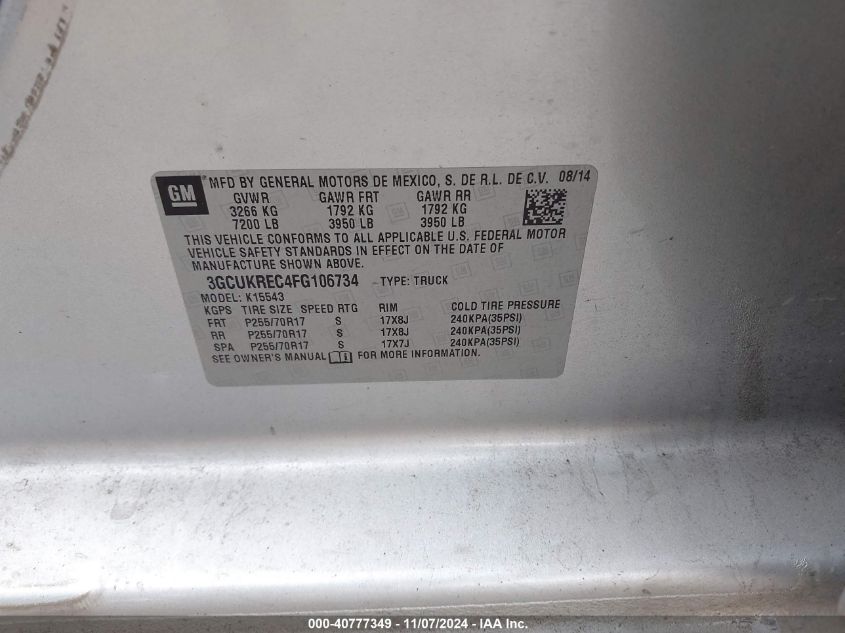 GM
MFD BY GENERAL MOTORS DE MEXICO, S. DE R.L. DE C.V. 08/14
GVWR GAWR FRT GAWR RR
3266 KG 1792 KG 1792 KG
7200 LB 3950 LB 3950 LB
THIS VEHICLE CONFORMS TO ALL APPLICABLE U.S. FEDERAL MOTOR
VEHICLE SAFETY STANDARDS IN EFFECT ON THE DATE OF
MANUFACTURE SHOWN ABOVE.
3GCUKREC4FG106734 TYPE: TRUCK
MODEL: K15543
KGPS TIRE SIZE SPEED RTG RIM COLD TIRE PRESSURE
FRT P255/70R17 S 17X8J 240KPA(35PSI)
RR P255/70R17 S 17X8J 240KPA(35PSI)
SPA P255/70R17 S 17X7J 240KPA(35PSI)
SEE OWNER'S MANUAL FOR MORE INFORMATION.
000-40777349 - 11/07/2024 - IAA Inc.